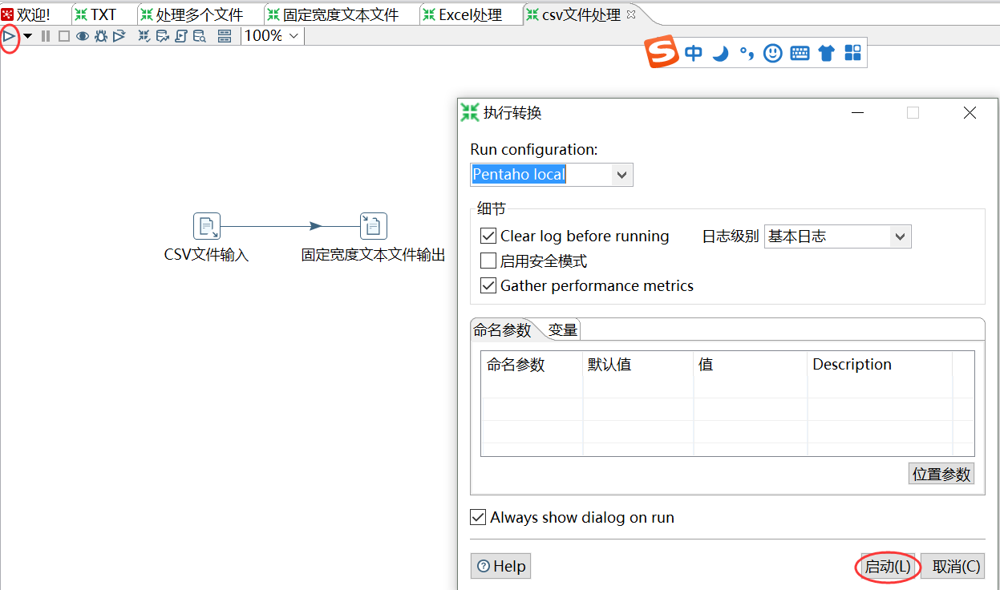 欢迎! TXT 处理多个文件 固定宽度文本文件 Excel处理 csv文件处理
100%
S 中
执行转换
Run configuration:
Pentaho local
细节
Clear log before running 日志级别 基本日志
启用安全模式
Gather performance metrics
CSV文件输入 固定宽度文本文件输出
命名参数 变量
命名参数 默认值 值 Description
位置参数
Always show dialog on run
Help 启动(L) 取消(C)